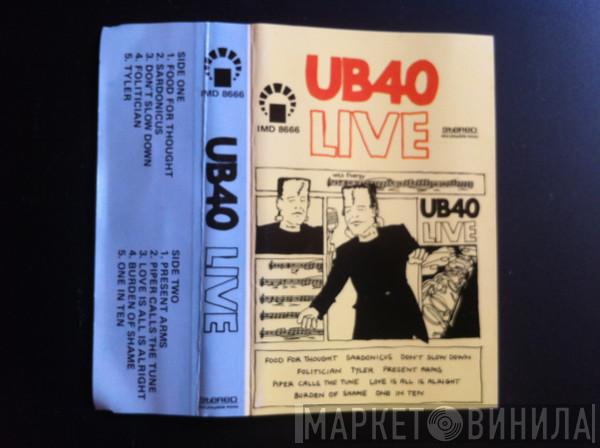 SIDE ONE
1. FOOD FOR THOUGHT
2. SARDONICUS
3. DON'T SLOW DOWN
4. FOLITICIAN
5. TYLER
SIDE TWO
1. PRESENT ARMS
2. PIPER CALLS THE TUNE
3. LOVE IS ALL IS ALRIGHT
4. BURDEN OF SHAME
5. ONE IN TEN
IMD 8666
UB40 LIVE
STEREO
UB40
LIVE
IMD 8666
STEREO
UB40
LIVE
FOOD FOR THOUGHT SARDONICUS DON'T SLOW DOWN
FOLITICIAN TYLER PRESENT ARMS
PIPER CALLS THE TUNE LOVE IS ALL IS ALRIGHT
BURDEN OF SHAME ONE IN TEN
МАРКЕТ ВИНИЛА